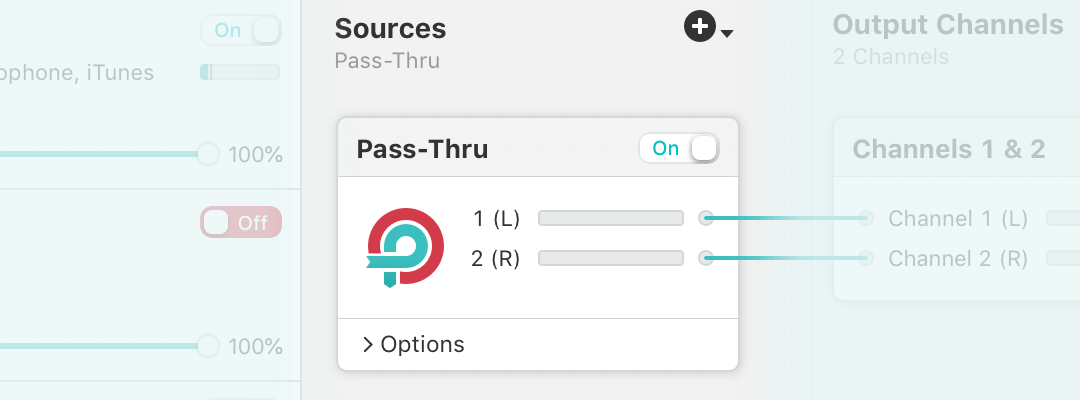 On
ophone, iTunes
100%
Off
100%
Sources
Pass-Thru
Pass-Thru
On
1 (L)
2 (R)
Options
Output Channels
2 Channels
Channels 1 & 2
Channel 1 (L)
Channel 2 (R)